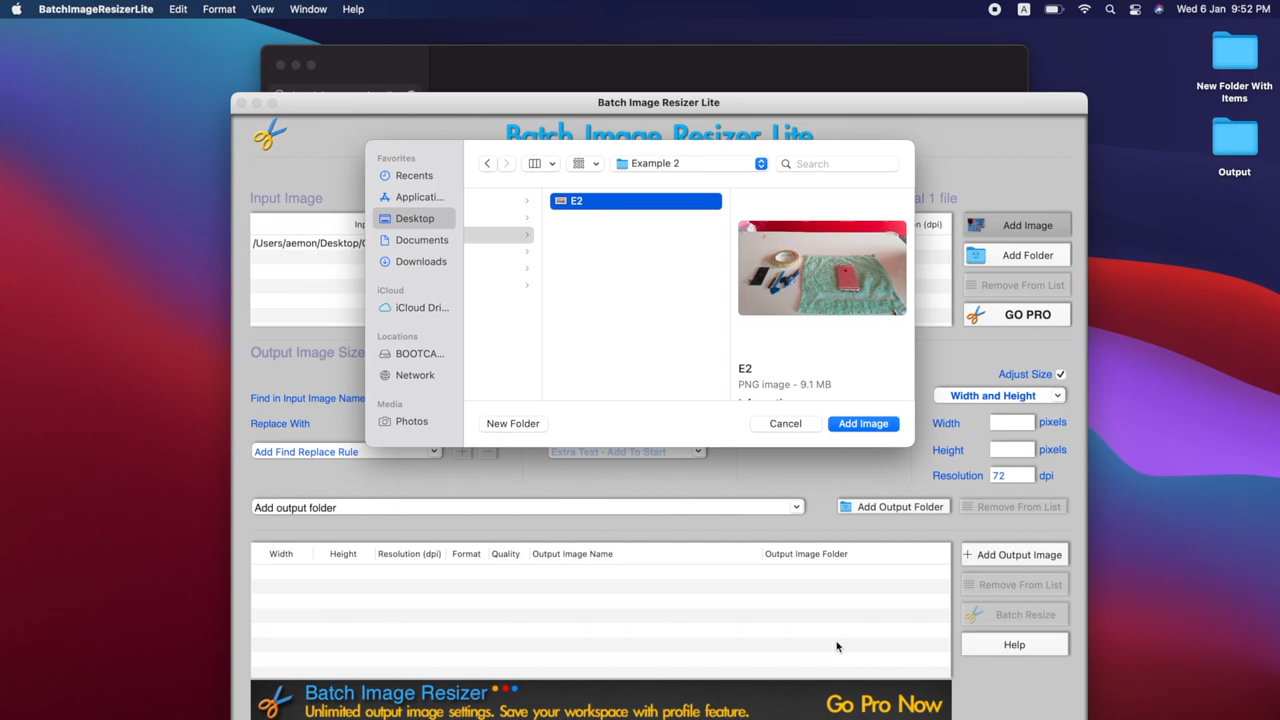 BatchImageResizerLite Edit Format View Window Help A Wed 6 Jan 9:52 PM
New Folder With Items
Output
Batch Image Resizer Lite
Batch Image Resizer Lite
Favorites
Recents
Applicati...
Desktop
Documents
Downloads
iCloud
iCloud Dri...
Locations
BOOTCA...
Network
Media
Photos
Example 2
Search
E2
E2
PNG image - 9.1 MB
New Folder
Cancel
Add Image
Input Image
al 1 file
n (dpi)
/Users/aemon/Desktop/
Add Image
Add Folder
Remove From List
GO PRO
Output Image Size
Adjust Size
Find in Input Image Name
Width and Height
Replace With
Width pixels
Add Find Replace Rule
Extra Text - Add To Start
Height pixels
Resolution 72 dpi
Add output folder
Add Output Folder
Remove From List
Width Height Resolution (dpi) Format Quality Output Image Name Output Image Folder
Add Output Image
Remove From List
Batch Resize
Help
Batch Image Resizer
Unlimited output image settings. Save your workspace with profile feature.
Go Pro Now